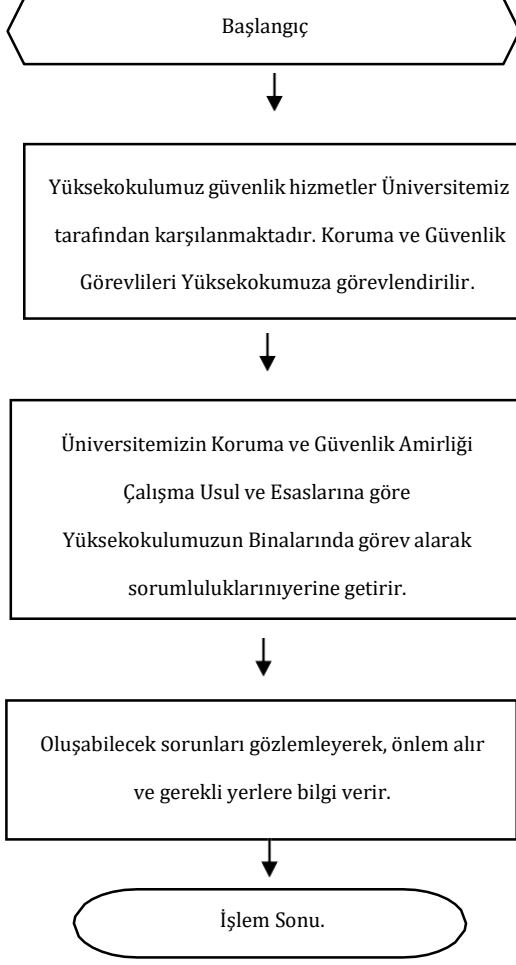 Başlangıç
Yüksekokulumuz güvenlik hizmetler Üniversitemiz
tarafından karşılanmaktadır. Koruma ve Güvenlik
Görevlileri Yüksekokumuza görevlendirilir.
Üniversitemizin Koruma ve Güvenlik Amirliği
Çalışma Usul ve Esaslarına göre
Yüksekokulumuzun Binalarında görev alarak
sorumluluklarınıyerine getirir.
Oluşabilecek sorunları gözlemleyerek, önlem alır
ve gerekli yerlere bilgi verir.
İşlem Sonu.